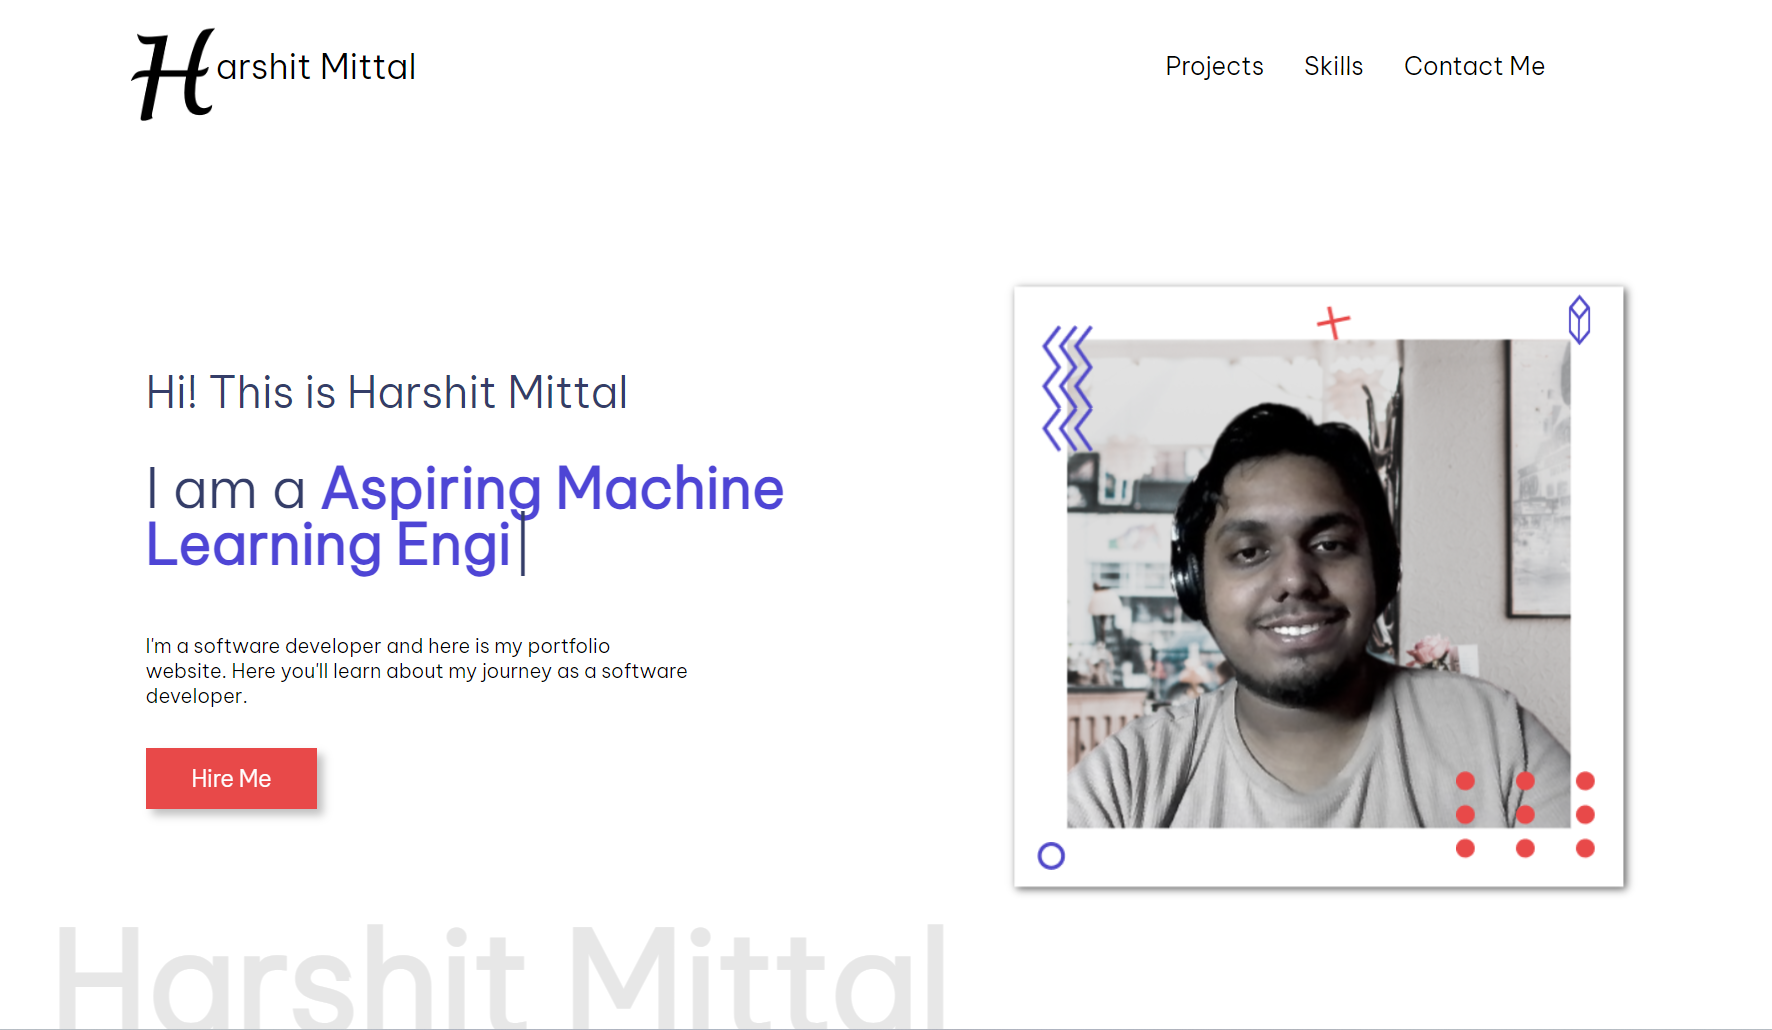 Harshit Mittal
Projects Skills Contact Me
Hi! This is Harshit Mittal
I am a Aspiring Machine
Learning Engi|
I'm a software developer and here is my portfolio
website. Here you'll learn about my journey as a software
developer.
Hire Me
Harshit Mittal